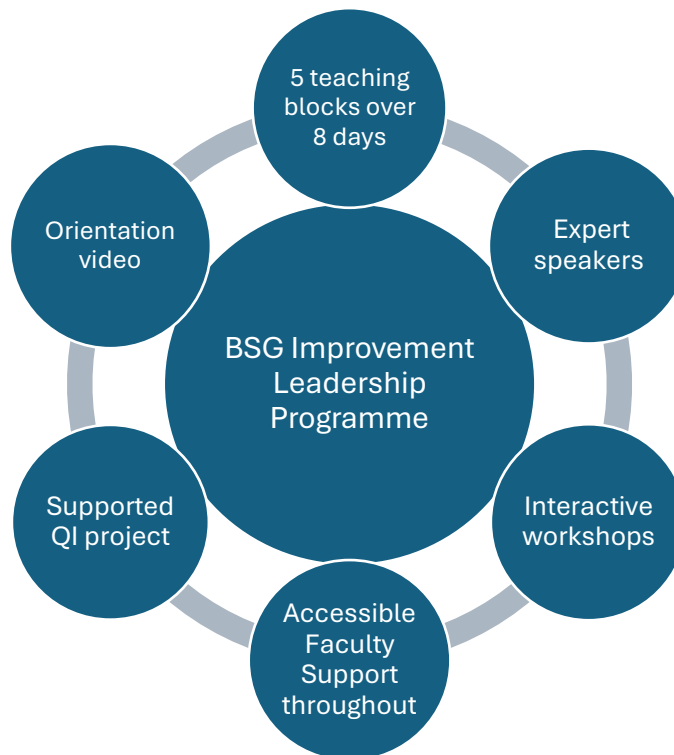 5 teaching
blocks over
8 days
Expert
speakers
Interactive
workshops
Accessible
Faculty
Support
throughout
Supported
QI project
Orientation
video
BSG Improvement
Leadership
Programme